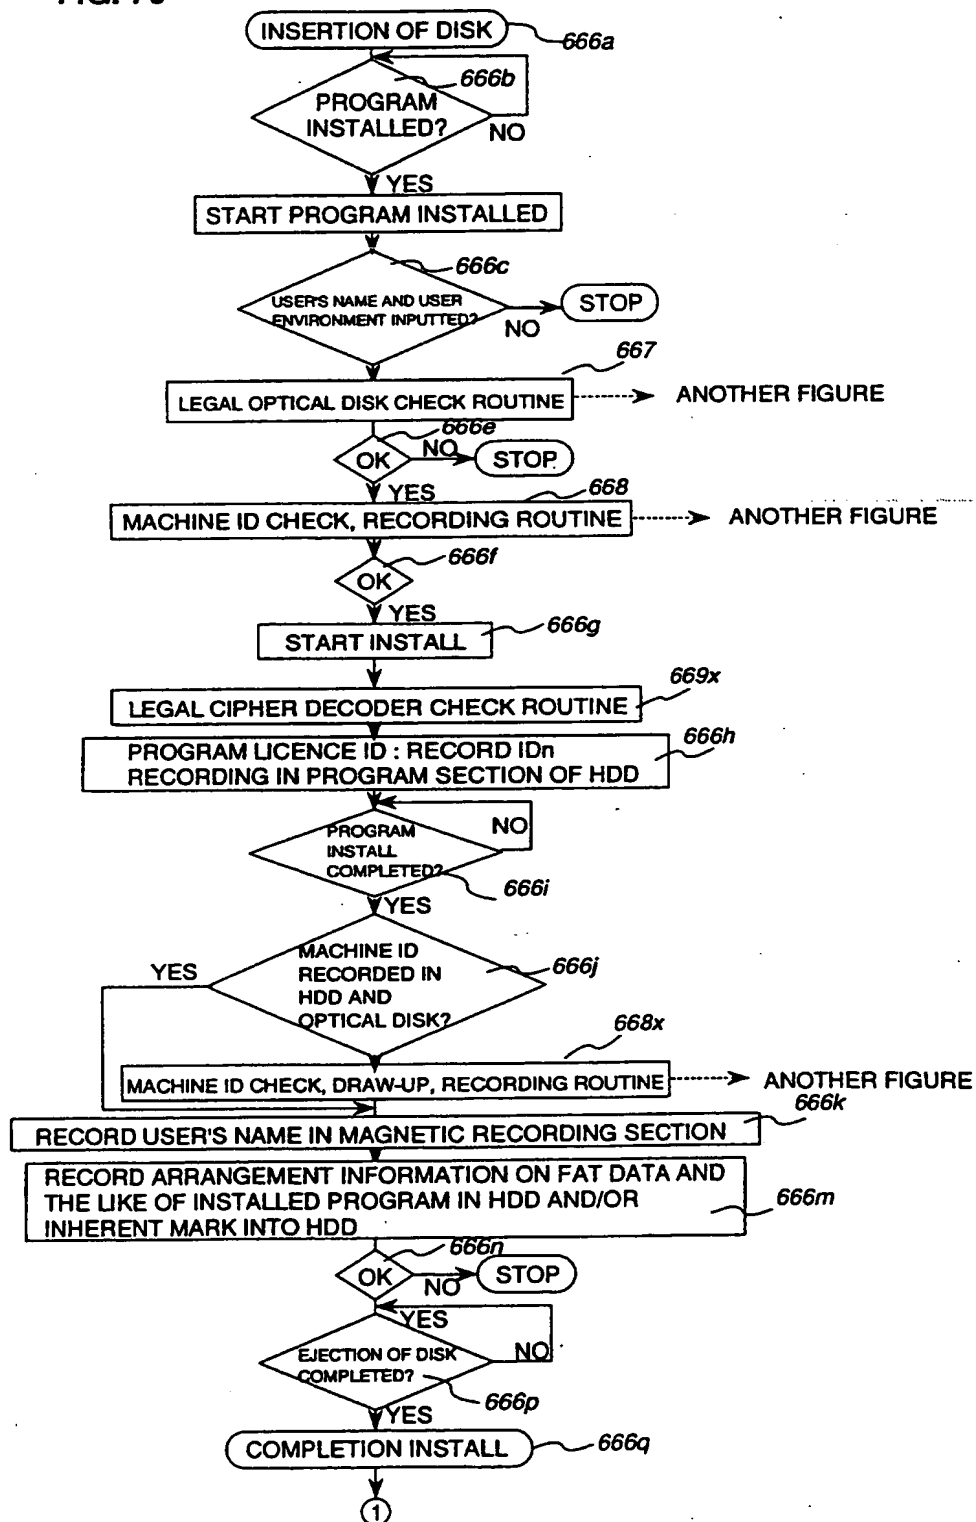 INSERTION OF DISK
666a
666b
PROGRAM
INSTALLED?
NO
YES
START PROGRAM INSTALLED
666c
USER'S NAME AND USER
ENVIRONMENT INPUTTED?
NO
STOP
667
LEGAL OPTICAL DISK CHECK ROUTINE
ANOTHER FIGURE
666e
OK
NO
STOP
YES
668
MACHINE ID CHECK, RECORDING ROUTINE
ANOTHER FIGURE
666f
OK
YES
START INSTALL
666g
LEGAL CIPHER DECODER CHECK ROUTINE
669x
PROGRAM LICENCE ID : RECORD IDn
RECORDING IN PROGRAM SECTION OF HDD
666h
NO
PROGRAM
INSTALL
COMPLETED?
666i
YES
MACHINE ID
RECORDED IN
HDD AND
OPTICAL DISK?
YES
666j
668x
MACHINE ID CHECK, DRAW-UP, RECORDING ROUTINE
ANOTHER FIGURE
666k
RECORD USER'S NAME IN MAGNETIC RECORDING SECTION
RECORD ARRANGEMENT INFORMATION ON FAT DATA AND
THE LIKE OF INSTALLED PROGRAM IN HDD AND/OR
INHERENT MARK INTO HDD
666m
666n
OK
NO
STOP
YES
NO
EJECTION OF DISK
COMPLETED?
666p
YES
COMPLETION INSTALL
666q
1